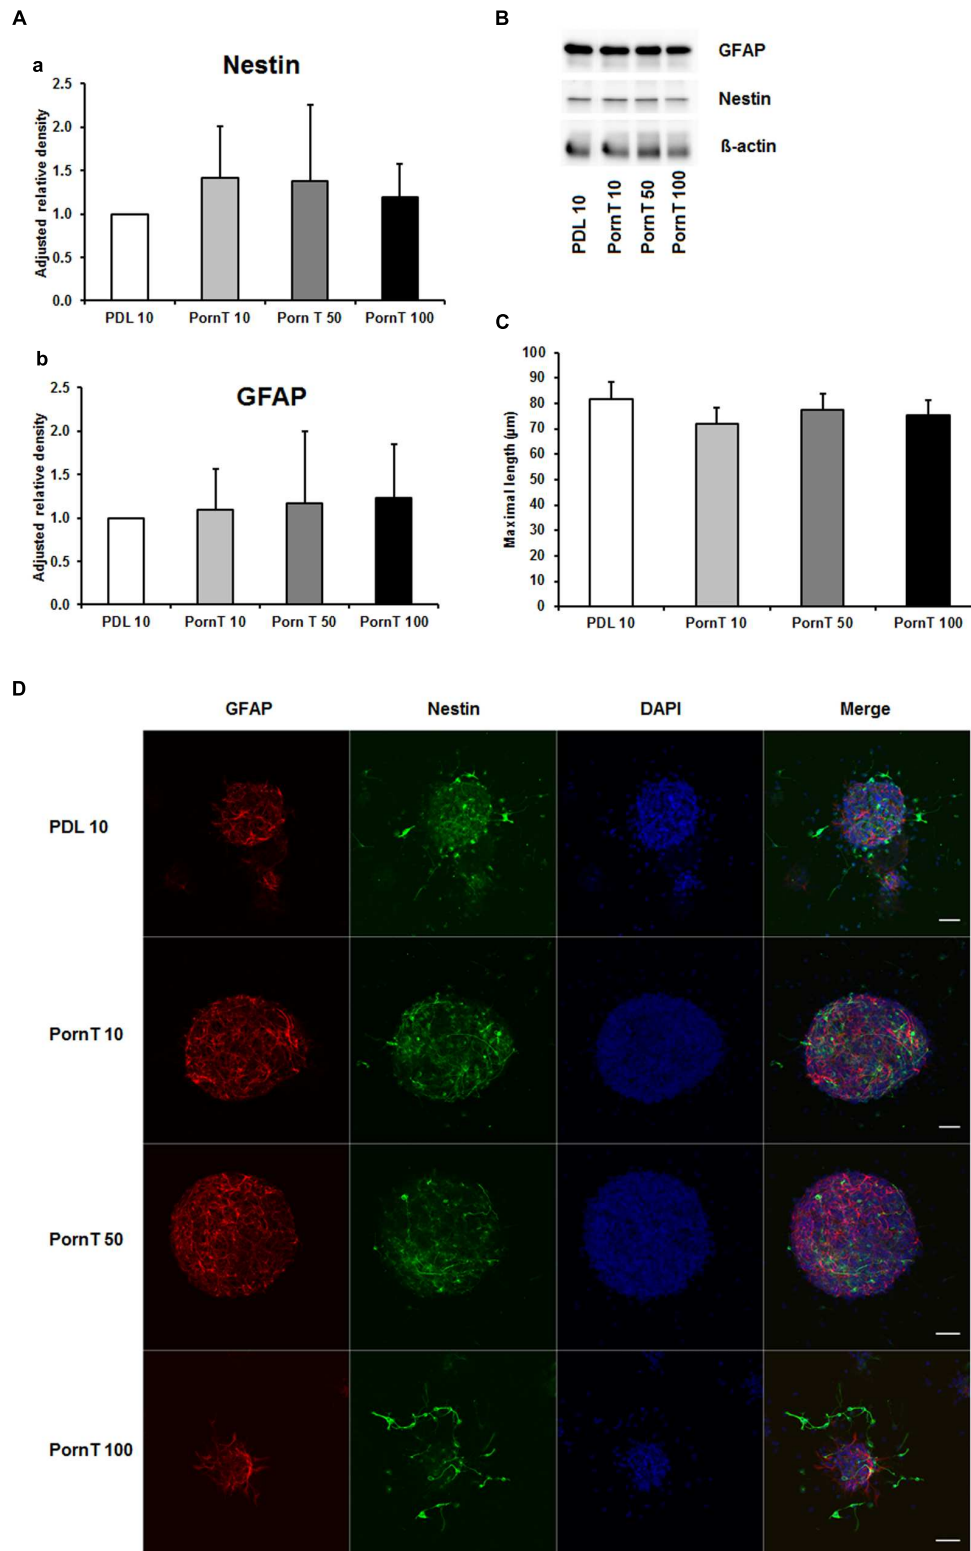 A
a
Nestin
Adjusted relative density
2.5
2.0
1.5
1.0
0.5
0.0
PDL 10
PornT 10
Porn T 50
PornT 100
b
GFAP
Adjusted relative density
2.5
2.0
1.5
1.0
0.5
0.0
PDL 10
PornT 10
Porn T 50
PornT 100
B
GFAP
Nestin
ß-actin
PDL 10
PornT 10
PornT 50
PornT 100
C
Maximal length (µm)
100
90
80
70
60
50
40
30
20
10
0
PDL 10
PornT 10
PornT 50
PornT 100
D
GFAP Nestin DAPI Merge
PDL 10
PornT 10
PornT 50
PornT 100